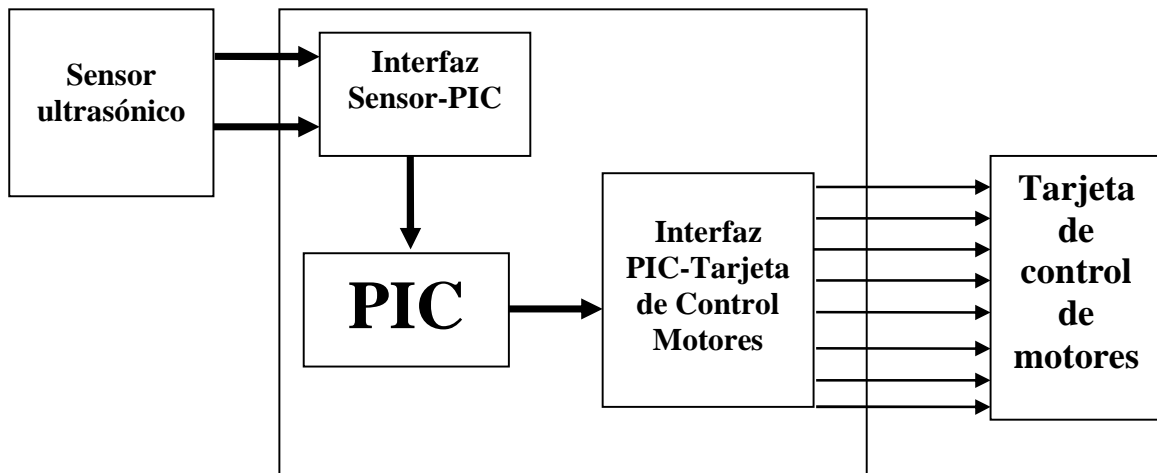 Sensor
ultrasónico
Interfaz
Sensor-PIC
PIC
Interfaz
PIC-Tarjeta
de Control
Motores
Tarjeta
de
control
de
motores